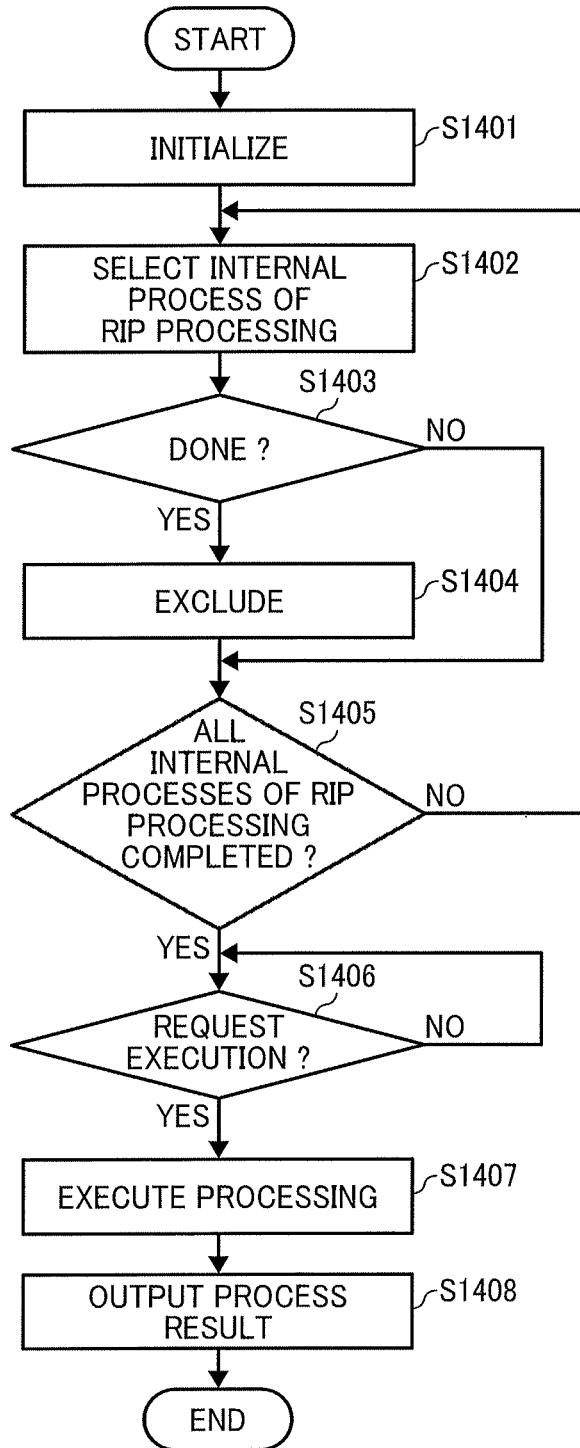 START
INITIALIZE
S1401
SELECT INTERNAL
PROCESS OF
RIP PROCESSING
S1402
S1403
DONE ?
NO
YES
EXCLUDE
S1404
S1405
ALL
INTERNAL
PROCESSES OF RIP
PROCESSING
COMPLETED ?
NO
YES
S1406
REQUEST
EXECUTION ?
NO
YES
EXECUTE PROCESSING
S1407
OUTPUT PROCESS
RESULT
S1408
END